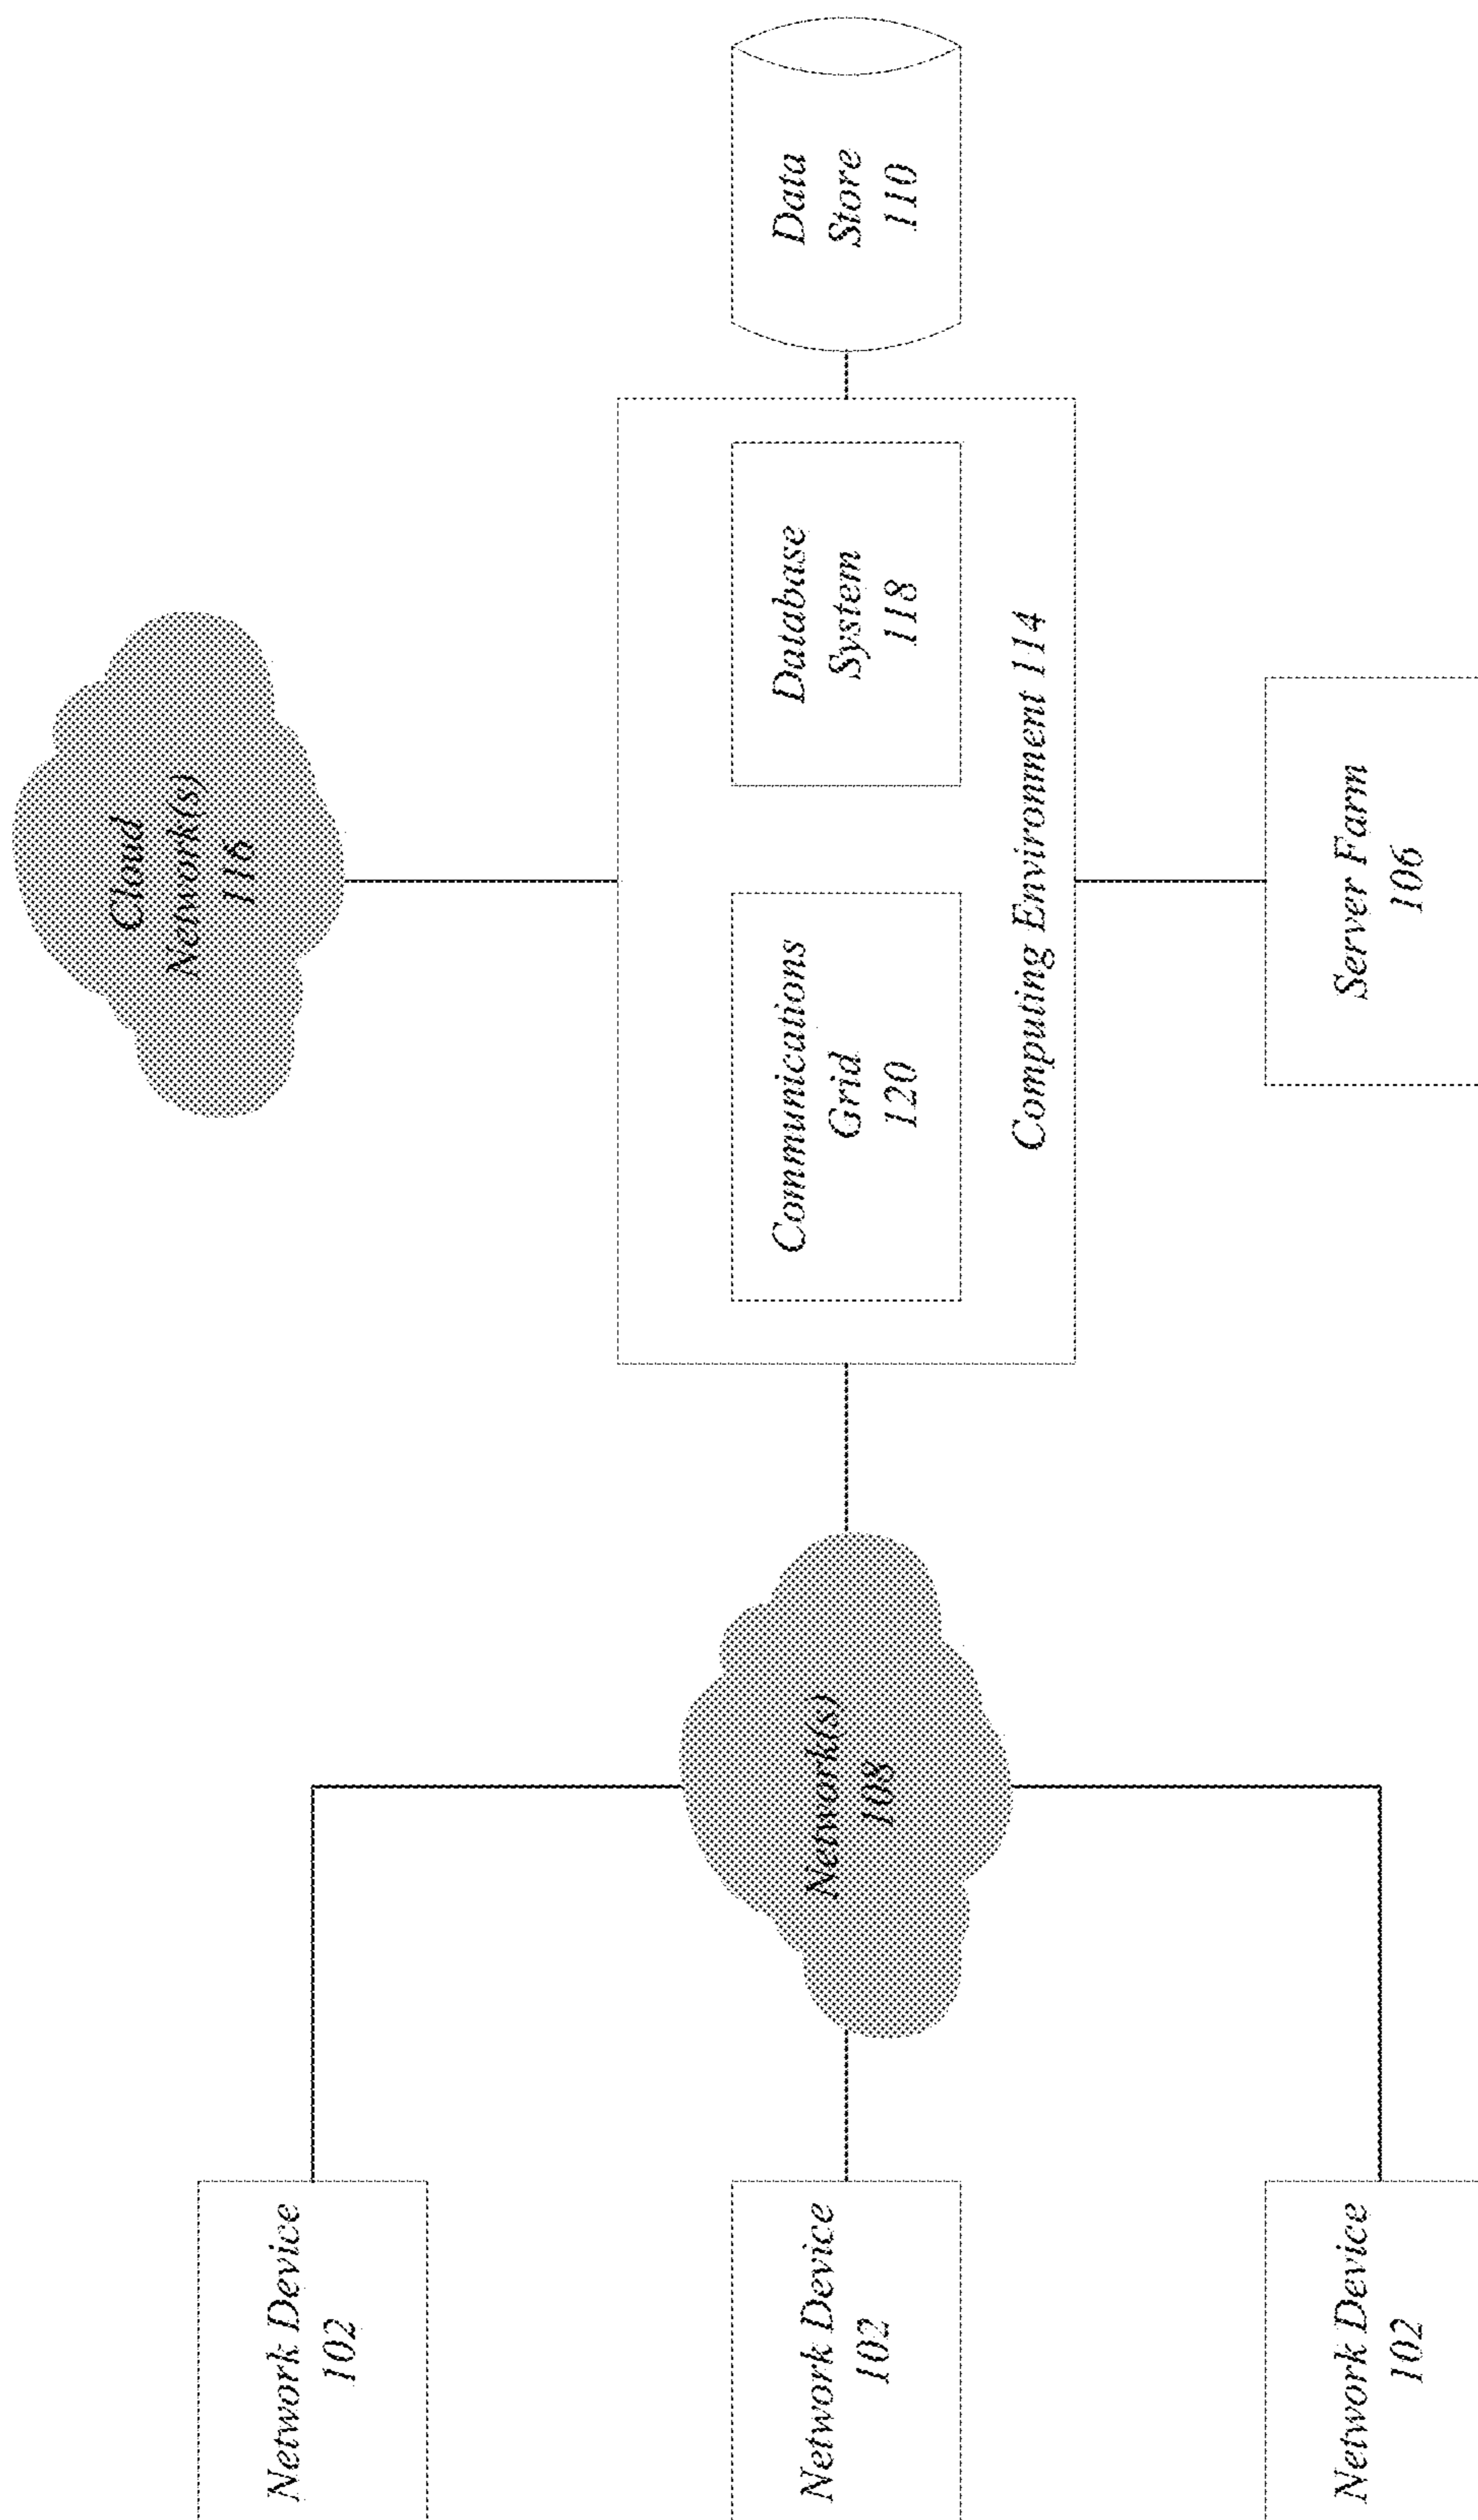 Cloud
Network(s)
116
Network Device
102
Network Device
102
Network(s)
108
Communications
Grid
120
Database
System
118
Computing Environment 114
Data
Store
110
Network Device
102
Server Farm
106